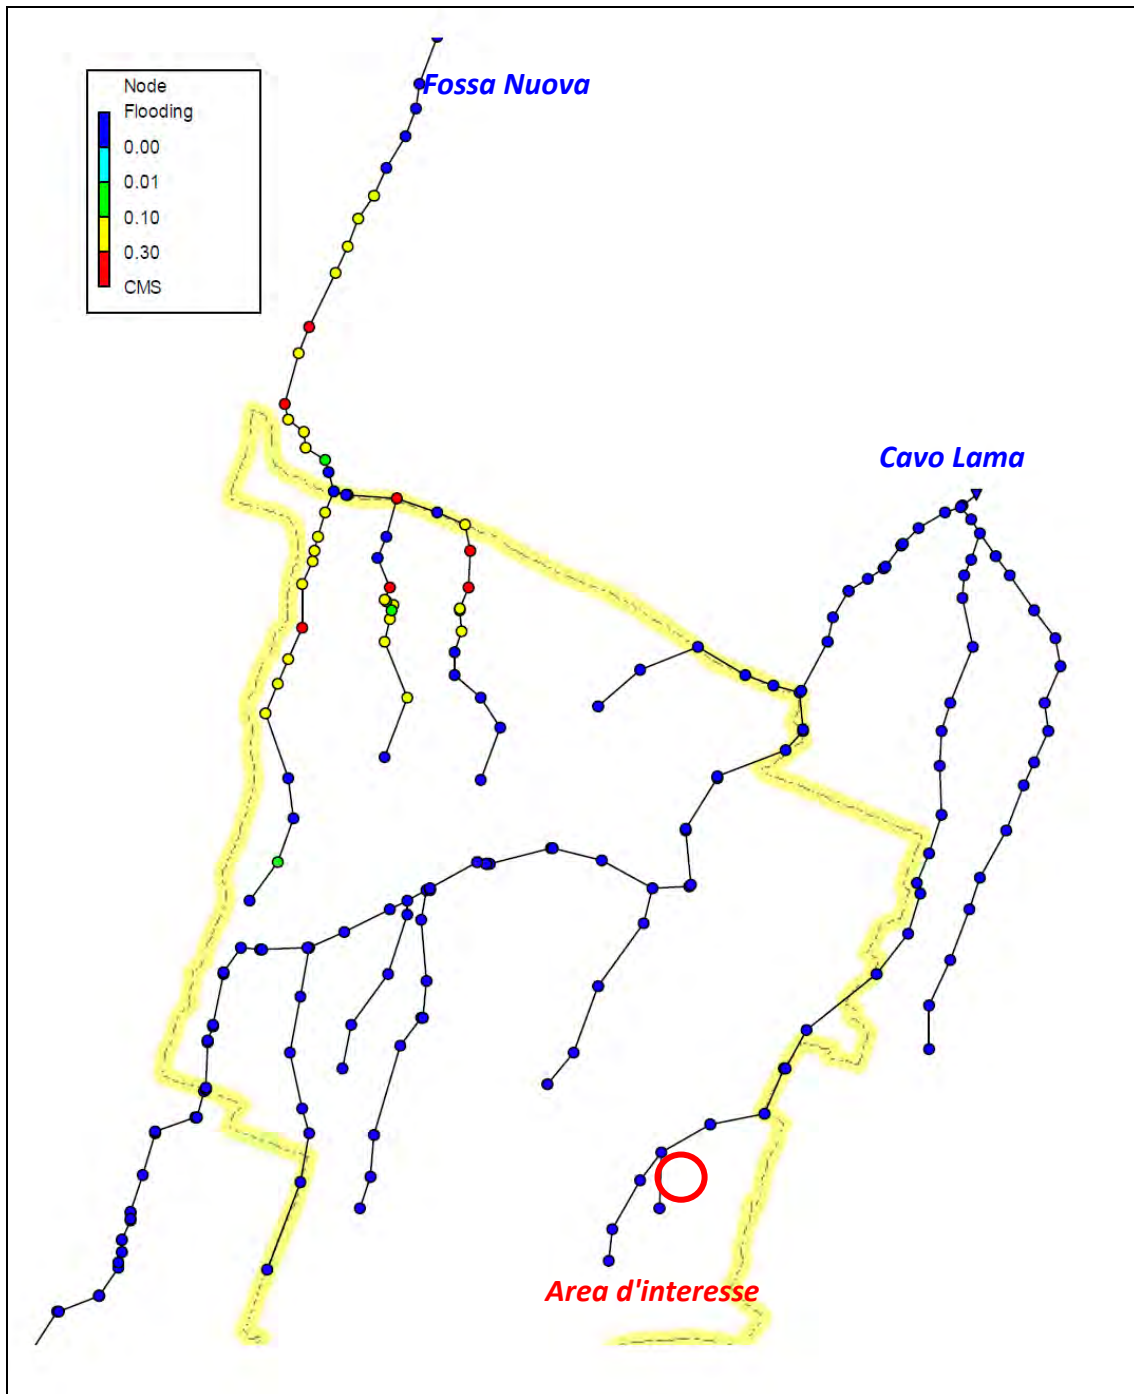 Node
Flooding
0.00
0.01
0.10
0.30
CMS
Fossa Nuova
Cavo Lama
Area d'interesse